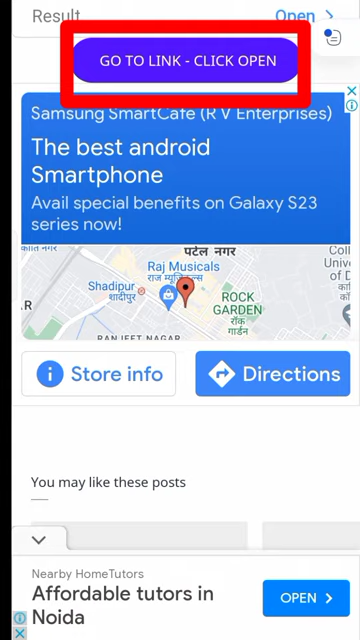 Result
Open >
GO TO LINK - CLICK OPEN
Samsung SmartCafe (R V Enterprises)
The best android
Smartphone
Avail special benefits on Galaxy S23
series now!
पटेल नगर
Raj Musicals
Shadipur
शादीपुर
ROCK
GARDEN
रॉक
गार्डन
RANJEET NAGAR
Store info
Directions
You may like these posts
Nearby HomeTutors
Affordable tutors in
Noida
OPEN >